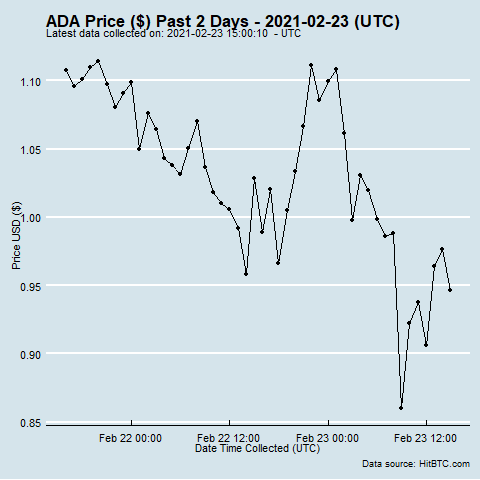 ADA Price ($) Past 2 Days - 2021-02-23 (UTC)
Latest data collected on: 2021-02-23 15:00:10 - UTC
1.10
1.05
1.00
0.95
0.90
0.85
Price USD ($)
Feb 22 00:00 Feb 22 12:00 Feb 23 00:00 Feb 23 12:00
Date Time Collected (UTC)
Data source: HitBTC.com